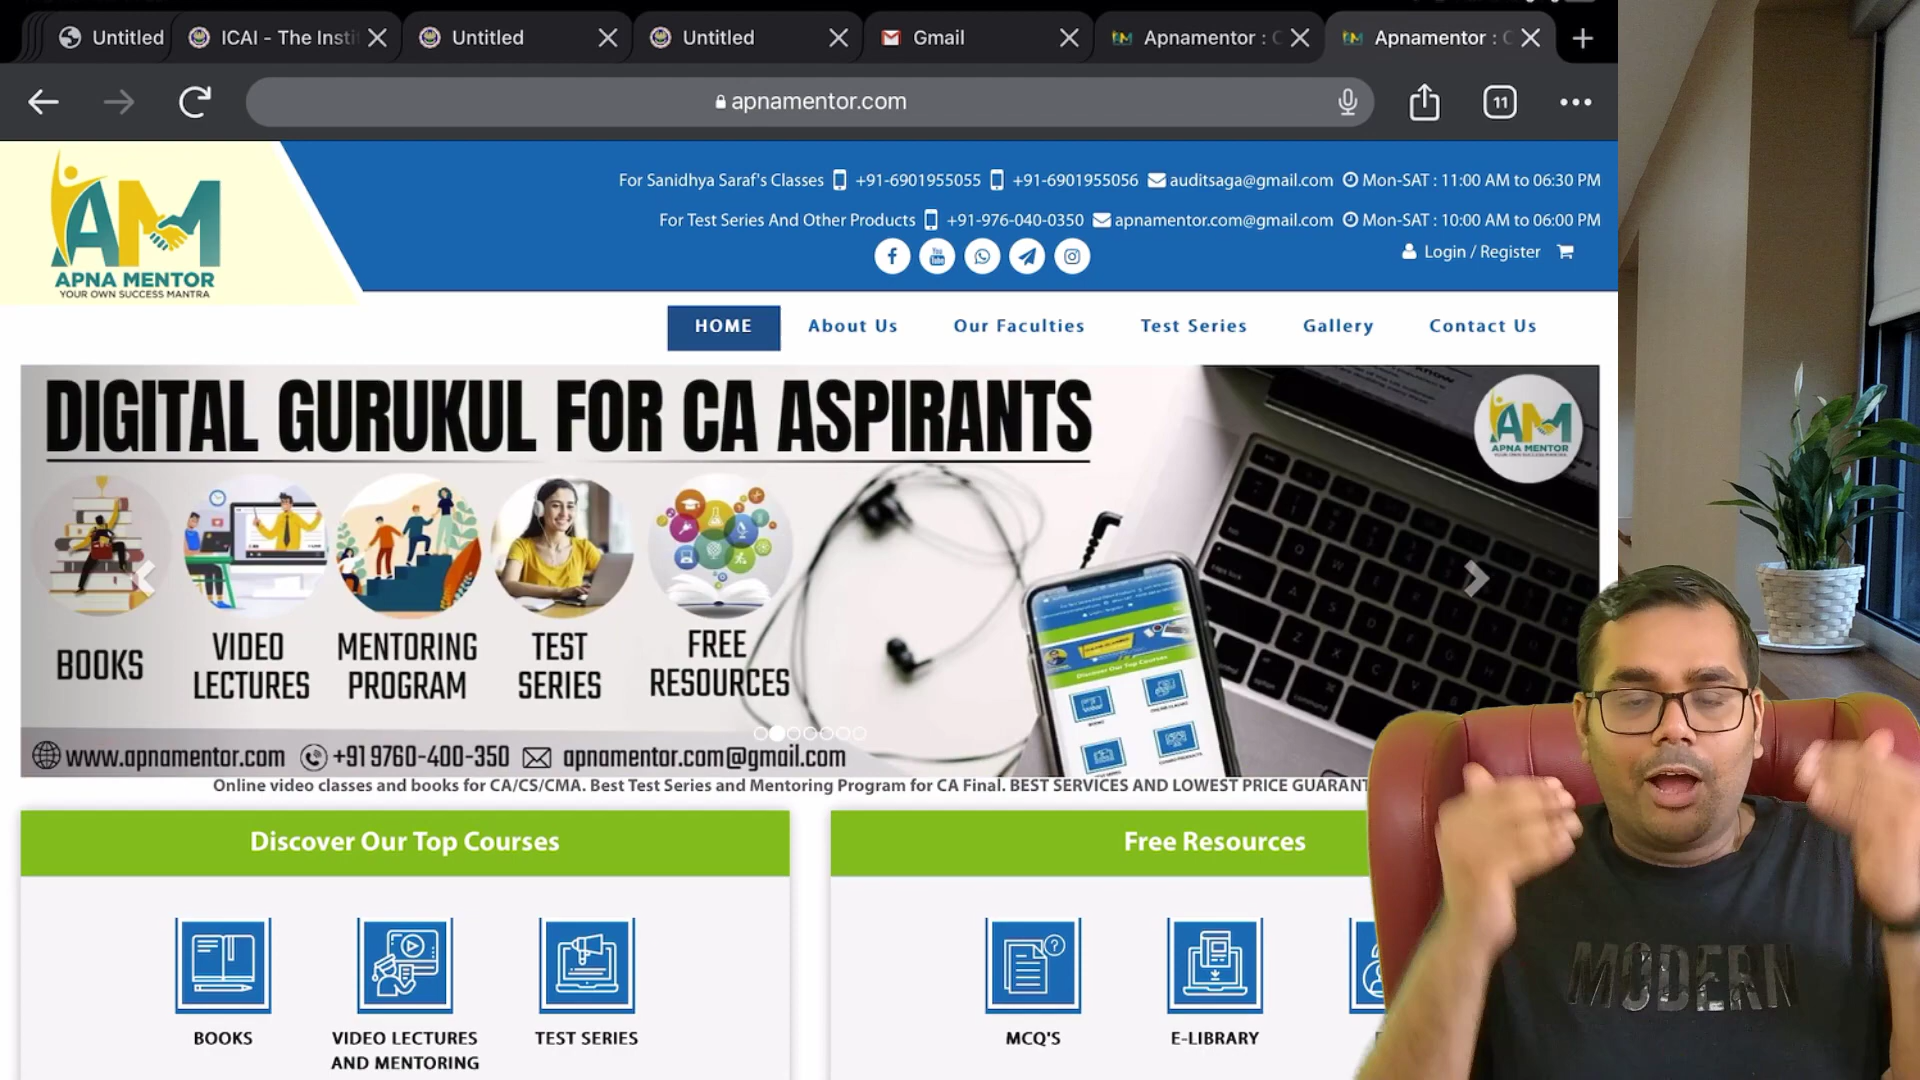 Untitled
ICAI - The Insti
Untitled
Untitled
Gmail
Apnamentor : C
Apnamentor : C
apnamentor.com
11
AM
APNA MENTOR
YOUR OWN SUCCESS MANTRA
For Sanidhya Saraf's Classes +91-6901955055 +91-6901955056 auditsaga@gmail.com Mon-SAT : 11:00 AM to 06:30 PM
For Test Series And Other Products +91-976-040-0350 apnamentor.com@gmail.com Mon-SAT : 10:00 AM to 06:00 PM
Login / Register
HOME About Us Our Faculties Test Series Gallery Contact Us
DIGITAL GURUKUL FOR CA ASPIRANTS
AM
APNA MENTOR
BOOKS
VIDEO
LECTURES
MENTORING
PROGRAM
TEST
SERIES
FREE
RESOURCES
Discover Our Top Courses
www.apnamentor.com +91 9760-400-350 apnamentor.com@gmail.com
Online video classes and books for CA/CS/CMA. Best Test Series and Mentoring Program for CA Final. BEST SERVICES AND LOWEST PRICE GUARANT
Discover Our Top Courses
Free Resources
BOOKS
VIDEO LECTURES
AND MENTORING
TEST SERIES
MCQ'S
E-LIBRARY
MODERN